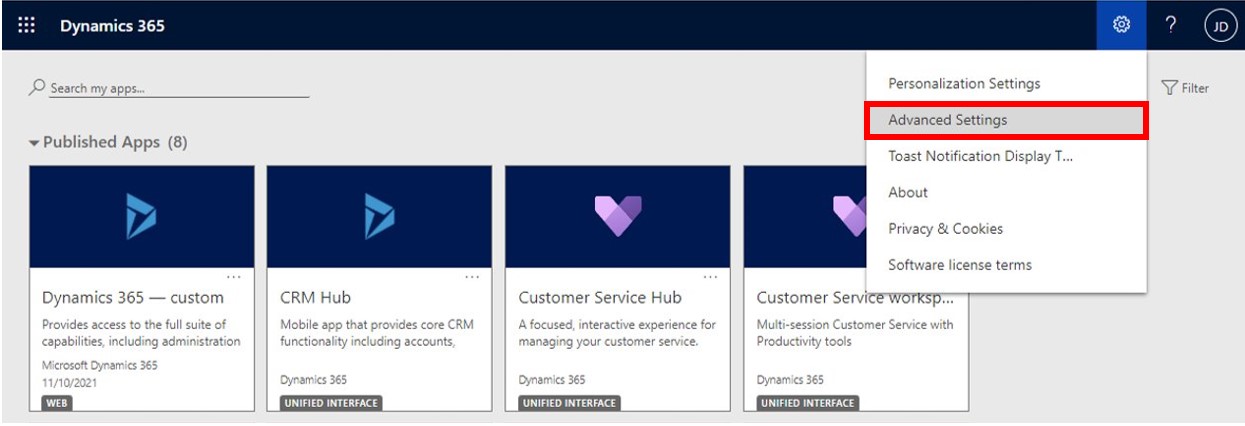 Dynamics 365
?
JD
Search my apps...
Filter
Published Apps (8)
Personalization Settings
Advanced Settings
Toast Notification Display T...
About
Privacy & Cookies
Software license terms
Dynamics 365 — custom
Provides access to the full suite of
capabilities, including administration
Microsoft Dynamics 365
11/10/2021
WEB
CRM Hub
Mobile app that provides core CRM
functionality including accounts,
Dynamics 365
UNIFIED INTERFACE
Customer Service Hub
A focused, interactive experience for
managing your customer service.
Dynamics 365
UNIFIED INTERFACE
Customer Service worksp...
Multi-session Customer Service with
Productivity tools
Dynamics 365
UNIFIED INTERFACE